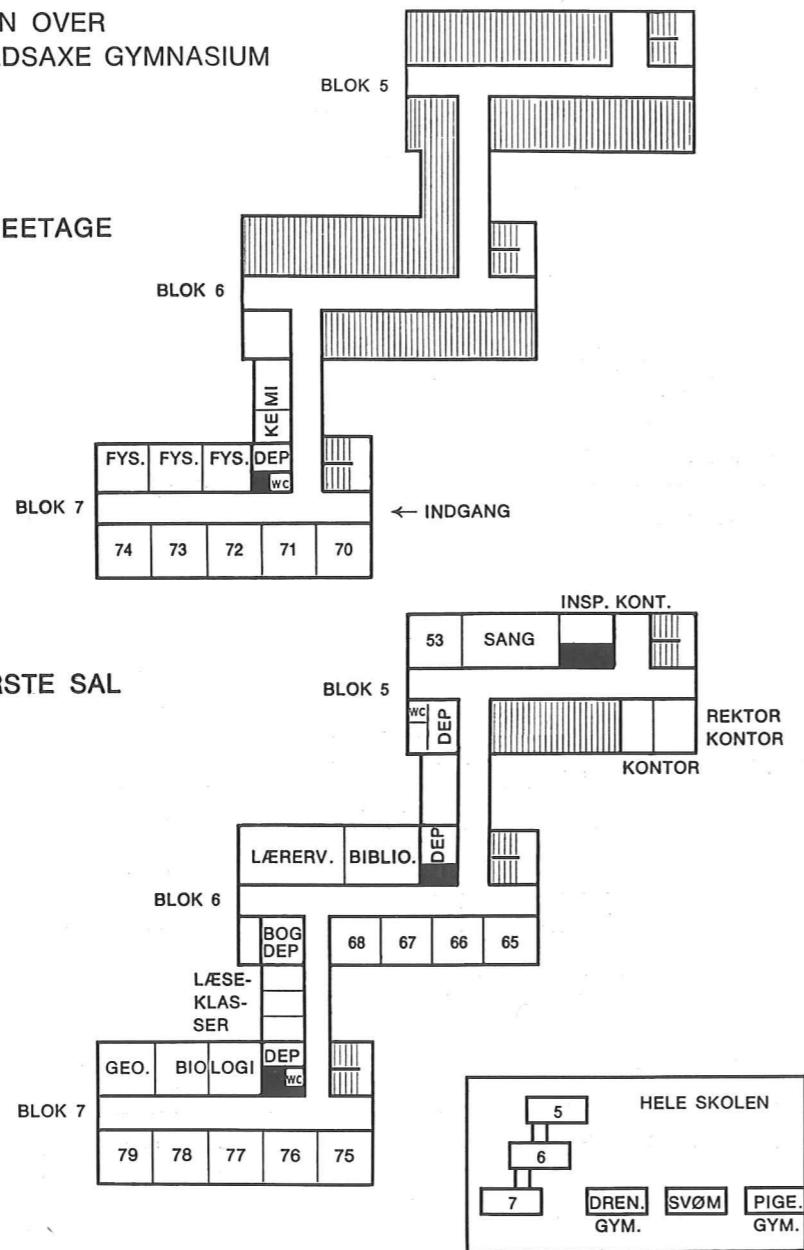 N OVER
DSAXE GYMNASIUM
BLOK 5
EETAGE
BLOK 6
KEMI
FYS. FYS. FYS. DEP
WC
BLOK 7
← INDGANG
74 73 72 71 70
INSP. KONT.
53 SANG
RSTE SAL
BLOK 5
WC DEP
REKTOR
KONTOR
KONTOR
LÆRERV. BIBLIO. DEP
BLOK 6
BOG
DEP
68 67 66 65
LÆSE-
KLAS-
SER
GEO. BIOLOGI DEP
WC
BLOK 7
79 78 77 76 75
HELE SKOLEN
5
6
7
DREN. SVØM PIGE.
GYM. GYM.